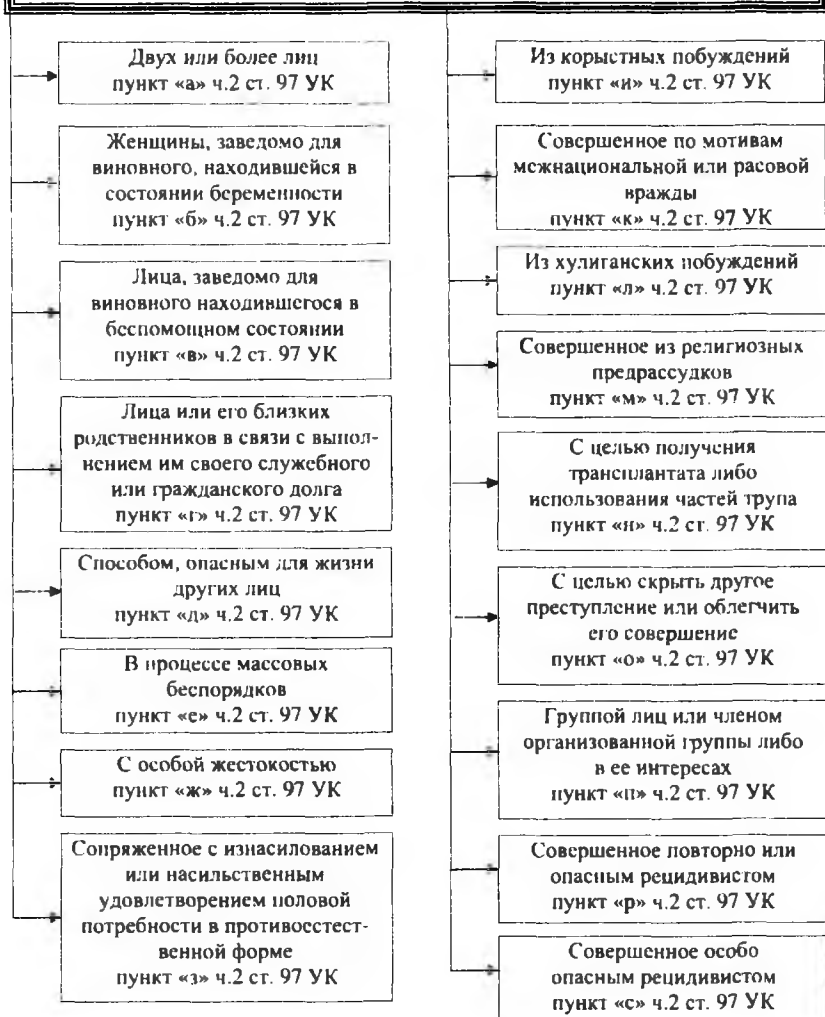 Двух или более лиц
пункт «а» ч.2 ст. 97 УК
Женщины, заведомо для
виновного, находившейся в
состоянии беременности
пункт «б» ч.2 ст. 97 УК
Лица, заведомо для
виновного находившегося в
беспомощном состоянии
пункт «в» ч.2 ст. 97 УК
Лица или его близких
родственников в связи с выпол-
нением им своего служебного
или гражданского долга
пункт «г» ч.2 ст. 97 УК
Способом, опасным для жизни
других лиц
пункт «д» ч.2 ст. 97 УК
В процессе массовых
беспорядков
пункт «е» ч.2 ст. 97 УК
С особой жестокостью
пункт «ж» ч.2 ст. 97 УК
Сопряженное с изнасилованием
или насильственным
удовлетворением половой
потребности в противоестест-
венной форме
пункт «з» ч.2 ст. 97 УК
Из корыстных побуждений
пункт «и» ч.2 ст. 97 УК
Совершенное по мотивам
межнациональной или расовой
вражды
пункт «к» ч.2 ст. 97 УК
Из хулиганских побуждений
пункт «л» ч.2 ст. 97 УК
Совершенное из религиозных
предрассудков
пункт «м» ч.2 ст. 97 УК
С целью получения
трансплантата либо
использования частей трупа
пункт «н» ч.2 ст. 97 УК
С целью скрыть другое
преступление или облегчить
его совершение
пункт «о» ч.2 ст. 97 УК
Группой лиц или членом
организованной группы либо
в ее интересах
пункт «п» ч.2 ст. 97 УК
Совершенное повторно или
опасным рецидивистом
пункт «р» ч.2 ст. 97 УК
Совершенное особо
опасным рецидивистом
пункт «с» ч.2 ст. 97 УК